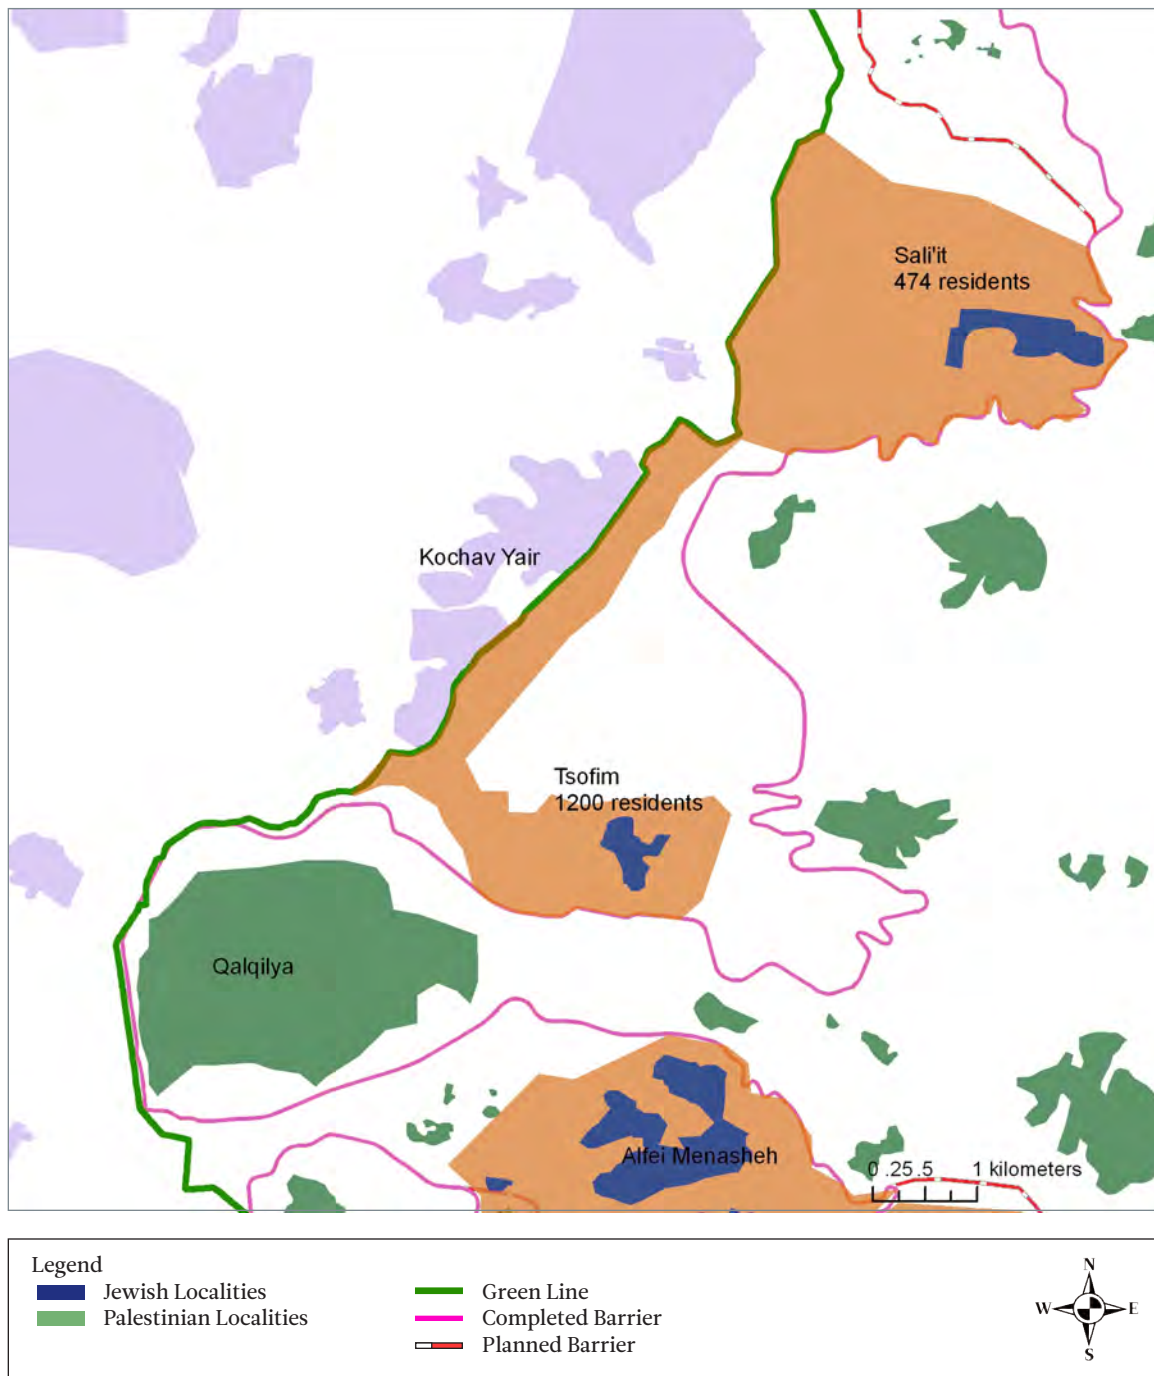 Sali'it
474 residents
Kochav Yair
Tsofim
1200 residents
Qalqilya
Alfei Menasheh
0 .25.5 1 kilometers
Legend
Jewish Localities
Palestinian Localities
Green Line
Completed Barrier
Planned Barrier
N
W E
S